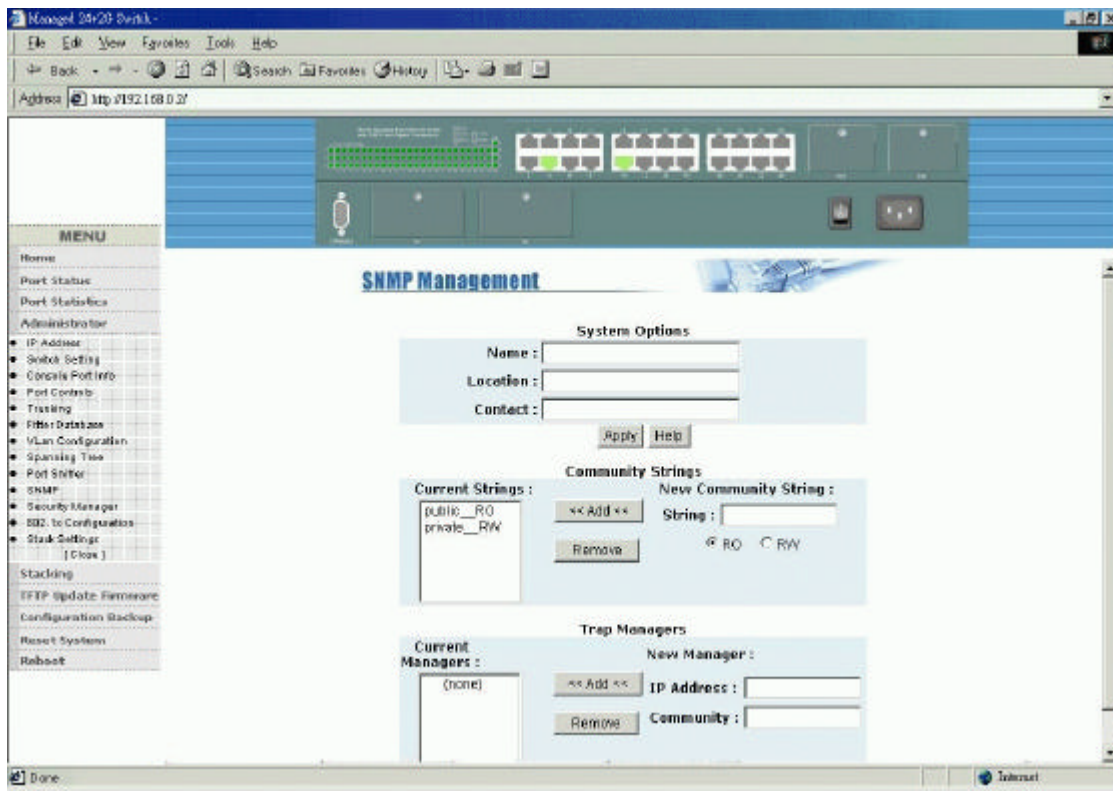 Managed 24+2G Switch -
File Edit View Favorites Tools Help
Back Search Favorites History
Address http://192.168.0.2/
MENU
Home
Port Status
Port Statistics
Administrator
IP Address
Switch Setting
Console Port Info
Port Controls
Trunking
Filter Database
VLan Configuration
Spanning Tree
Port Sniffer
SNMP
Security Manager
802.1x Configuration
Stack Settings
[ Close ]
Stacking
TFTP Update Firmware
Configuration Backup
Reset System
Reboot
SNMP Management
System Options
Name :
Location :
Contact :
Apply Help
Community Strings
Current Strings : New Community String :
public__RO
private__RW
<< Add << String :
Remove RO RW
Trap Managers
Current Managers : New Manager :
(none)
<< Add << IP Address :
Remove Community :
Done Internet